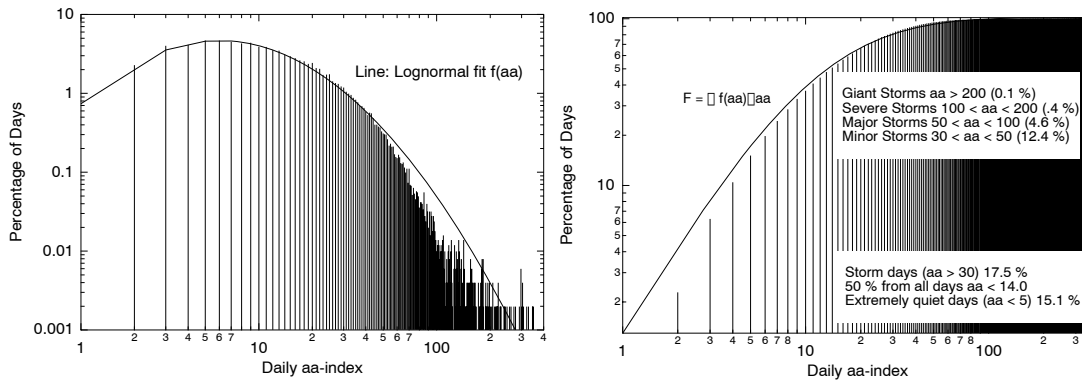 10
Line: Lognormal fit f(aa)
1
0.1
0.01
0.001
Percentage of Days
2 3 4 5 6 7 2 3 4 5 6 7 2 3 4
1 10 100
Daily aa-index
100
8
7
6
5
4
3
2
10
8
7
6
5
4
3
2
Percentage of Days
F = ▯ f(aa)▯aa
Giant Storms aa > 200 (0.1 %)
Severe Storms 100 < aa < 200 (.4 %)
Major Storms 50 < aa < 100 (4.6 %)
Minor Storms 30 < aa < 50 (12.4 %)
Storm days (aa > 30) 17.5 %
50 % from all days aa < 14.0
Extremely quiet days (aa < 5) 15.1 %
2 3 4 5 6 7 8 2 3 4 5 6 7 8 2 3
1 10 100
Daily aa-index